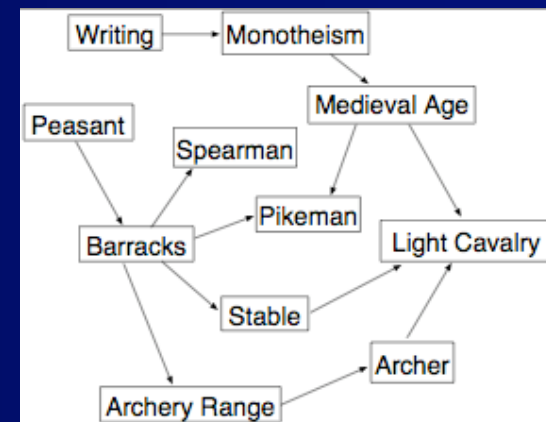 Writing
Monotheism
Medieval Age
Peasant
Spearman
Pikeman
Barracks
Light Cavalry
Stable
Archer
Archery Range